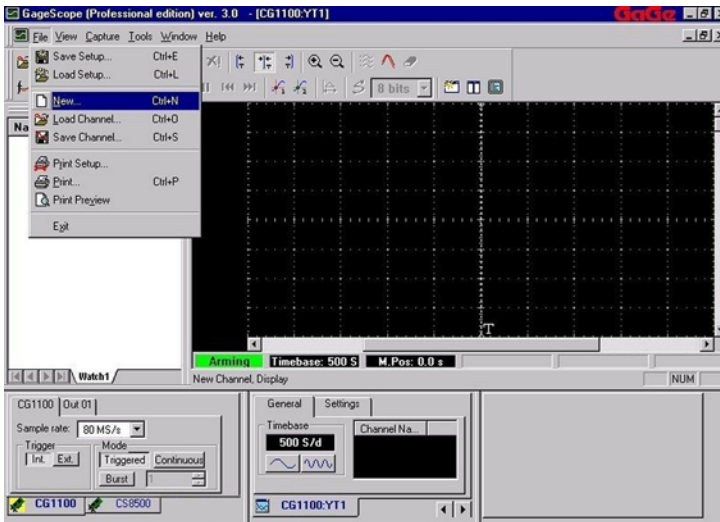 GageScope (Professional edition) ver. 3.0 - [CG1100:YT1]
GaGe
File View Capture Tools Window Help
Save Setup... Ctrl+E
Load Setup... Ctrl+L
New... Ctrl+N
Load Channel... Ctrl+O
Save Channel... Ctrl+S
Print Setup...
Print... Ctrl+P
Print Preview
Exit
8 bits
Na
T
Arming Timebase: 500 S M.Pos: 0.0 s
Watch1
New Channel, Display NUM
CG1100 Out 01
Sample rate: 80 MS/s
Trigger Mode
Int. Ext. Triggered Continuous
Burst 1
CG1100 CS8500
General Settings
Timebase Channel Na...
500 S/d
CG1100:YT1